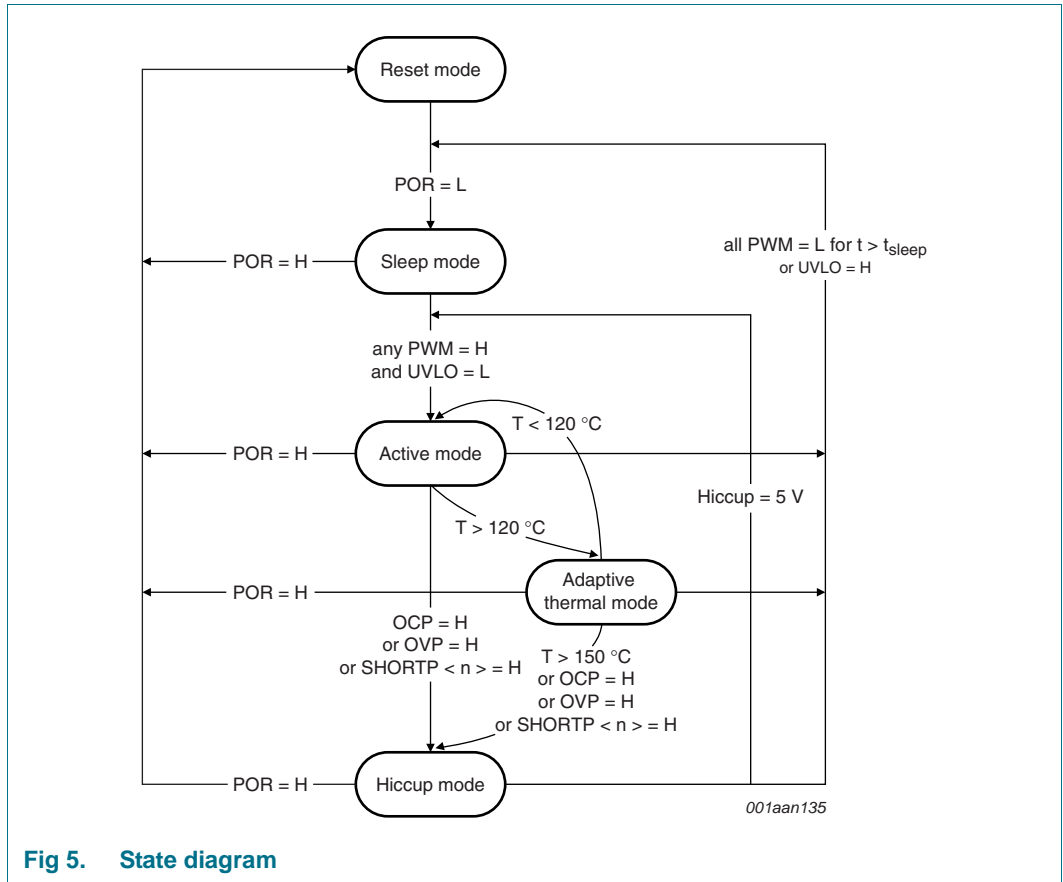 Reset mode
POR = L
all PWM = L for t > tsleep
or UVLO = H
POR = H
Sleep mode
any PWM = H
and UVLO = L
T < 120 °C
POR = H
Active mode
Hiccup = 5 V
T > 120 °C
Adaptive
thermal mode
POR = H
OCP = H
or OVP = H
or SHORTP < n > = H
T > 150 °C
or OCP = H
or OVP = H
or SHORTP < n > = H
POR = H
Hiccup mode
001aan135
Fig 5. State diagram